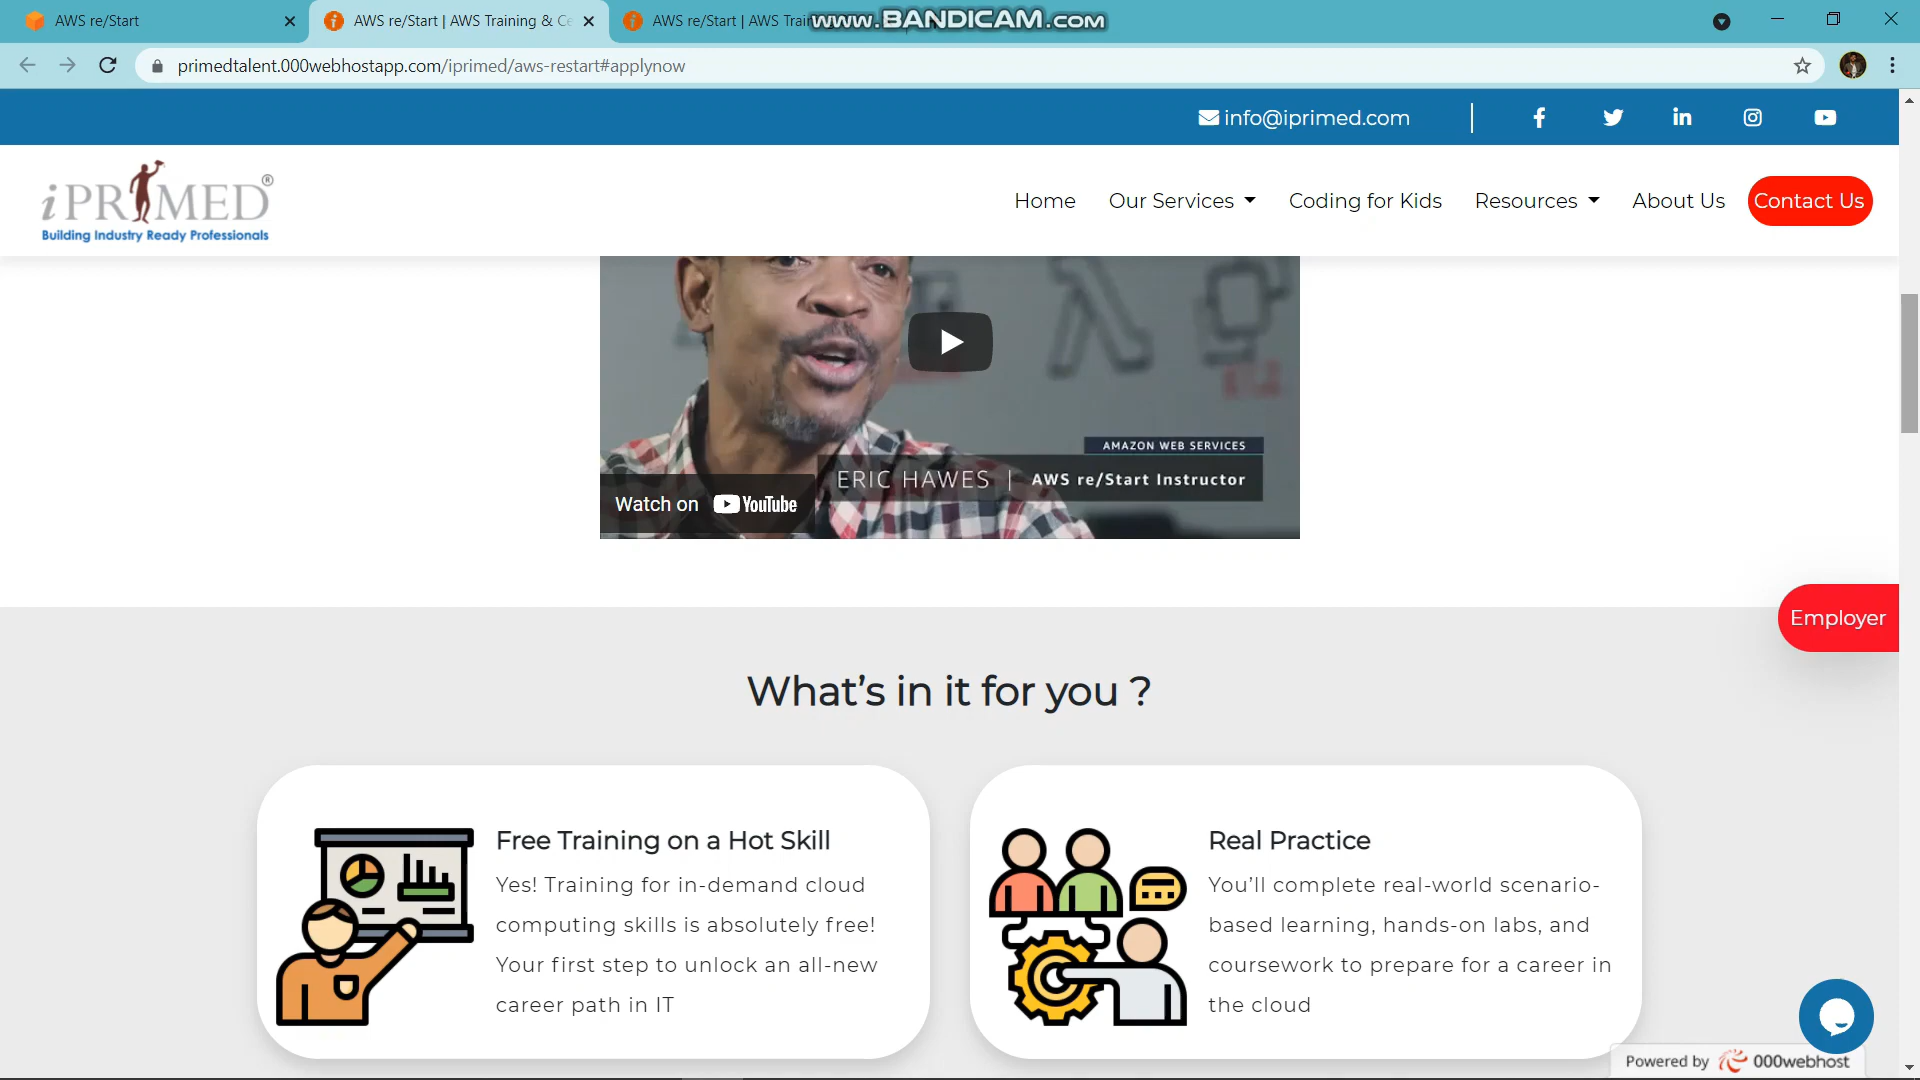 AWS re/Start
AWS re/Start | AWS Training & Ce
AWS re/Start | AWS Trai
WWW.BANDICAM.COM
primedtalent.000webhostapp.com/iprimed/aws-restart#applynow
info@iprimed.com
iPRIMED®
Building Industry Ready Professionals
Home
Our Services
Coding for Kids
Resources
About Us
Contact Us
AMAZON WEB SERVICES
ERIC HAWES | AWS re/Start Instructor
Watch on YouTube
Employer
What’s in it for you ?
Free Training on a Hot Skill
Yes! Training for in-demand cloud
computing skills is absolutely free!
Your first step to unlock an all-new
career path in IT
Real Practice
You’ll complete real-world scenario-
based learning, hands-on labs, and
coursework to prepare for a career in
the cloud
Powered by 000webhost